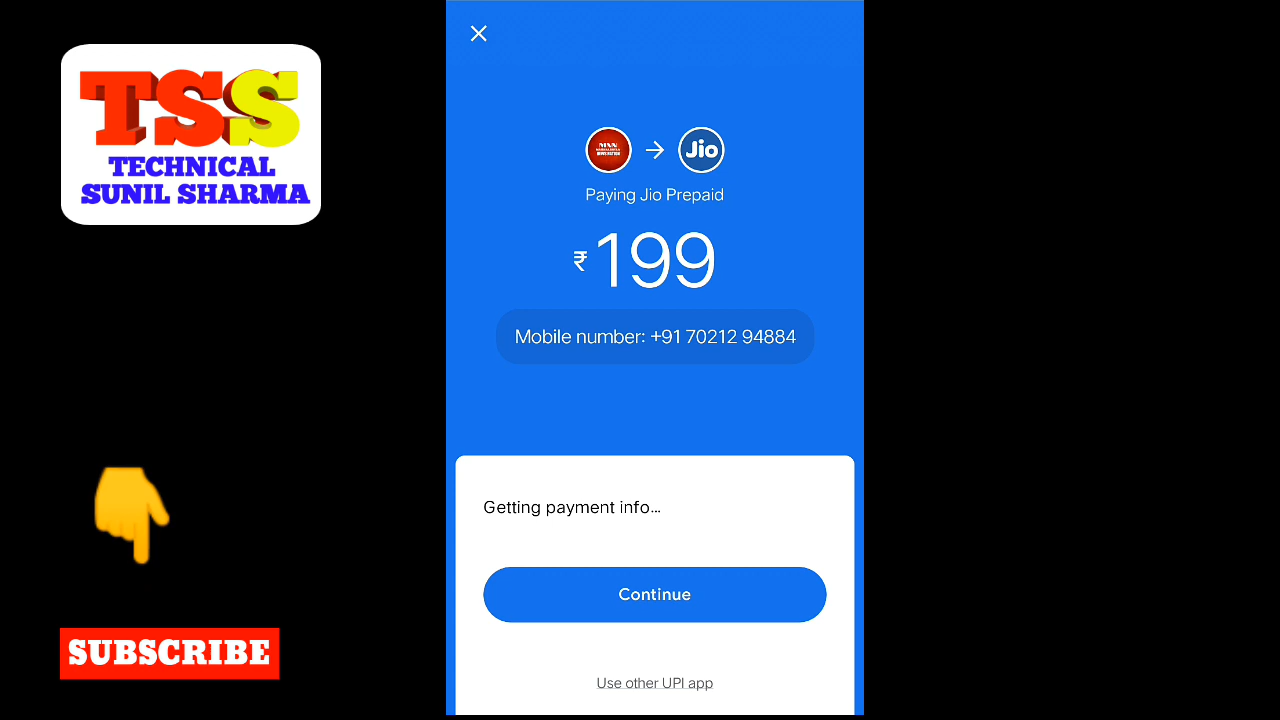 TSS
TECHNICAL
SUNIL SHARMA
MNN
Jio
Paying Jio Prepaid
₹199
Mobile number: +91 70212 94884
Getting payment info...
Continue
Use other UPI app
SUBSCRIBE